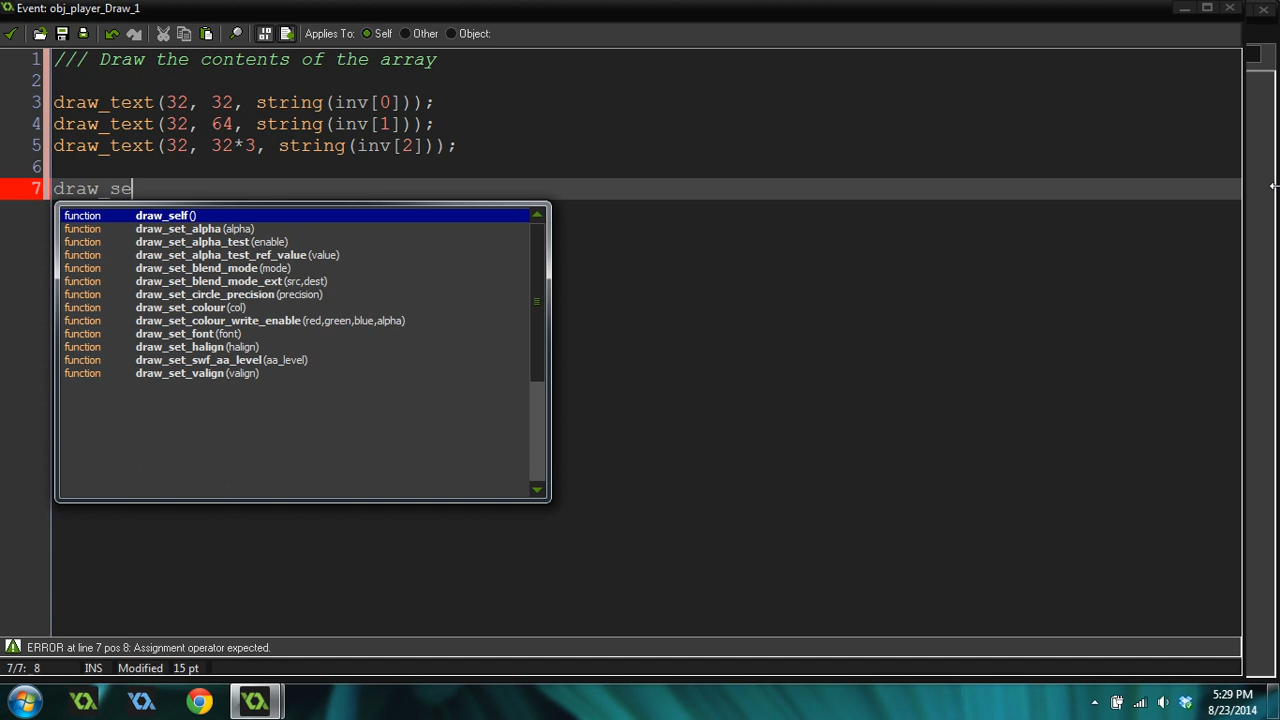 Event: obj_player_Draw_1
Applies To: Self Other Object:
1 /// Draw the contents of the array
2
3 draw_text(32, 32, string(inv[0]));
4 draw_text(32, 64, string(inv[1]));
5 draw_text(32, 32*3, string(inv[2]));
6
7 draw_se
function draw_self()
function draw_set_alpha(alpha)
function draw_set_alpha_test(enable)
function draw_set_alpha_test_ref_value(value)
function draw_set_blend_mode(mode)
function draw_set_blend_mode_ext(src,dest)
function draw_set_circle_precision(precision)
function draw_set_colour(col)
function draw_set_colour_write_enable(red,green,blue,alpha)
function draw_set_font(font)
function draw_set_halign(halign)
function draw_set_swf_aa_level(aa_level)
function draw_set_valign(valign)
ERROR at line 7 pos 8: Assignment operator expected.
7/7: 8 INS Modified 15 pt
5:29 PM
8/23/2014